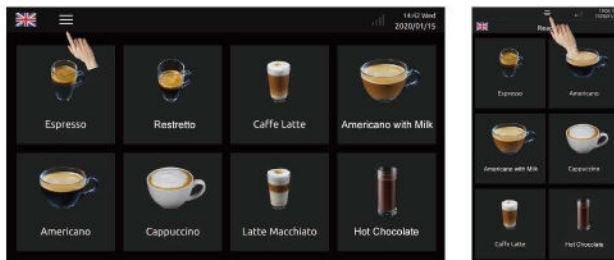 14:42 Wed
2020/01/15
Espresso
Restretto
Caffe Latte
Americano with Milk
Americano
Cappuccino
Latte Macchiato
Hot Chocolate
Espresso
Americano
Americano with Milk
Cappuccino
Caffe Latte
Hot Chocolate